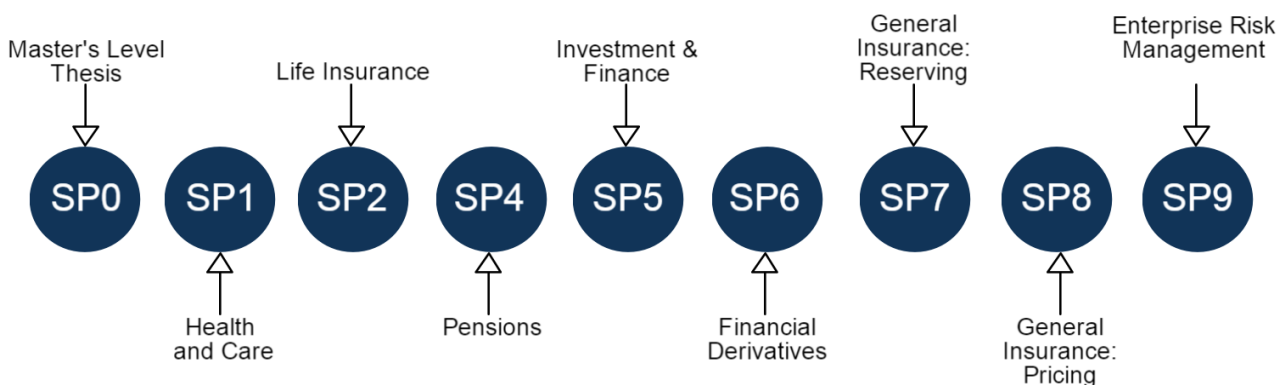 Master's Level
Thesis
Life Insurance
Investment &
Finance
General
Insurance:
Reserving
Enterprise Risk
Management
SP0
SP1
SP2
SP4
SP5
SP6
SP7
SP8
SP9
Health
and Care
Pensions
Financial
Derivatives
General
Insurance:
Pricing